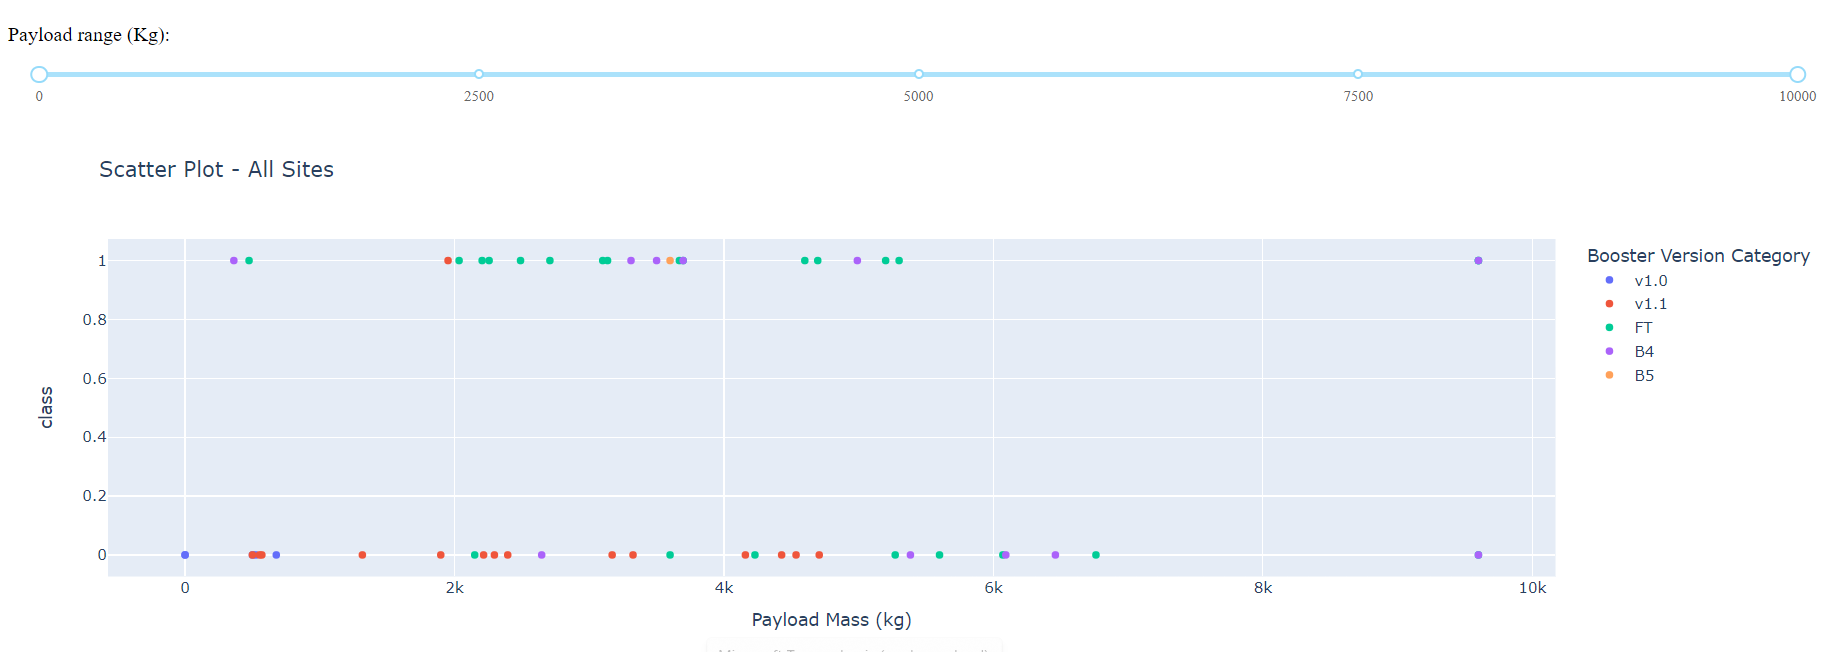 Payload range (Kg):
0 2500 5000 7500 10000
Scatter Plot - All Sites
1
0.8
0.6
0.4
0.2
0
class
0 2k 4k 6k 8k 10k
Payload Mass (kg)
Booster Version Category
v1.0
v1.1
FT
B4
B5